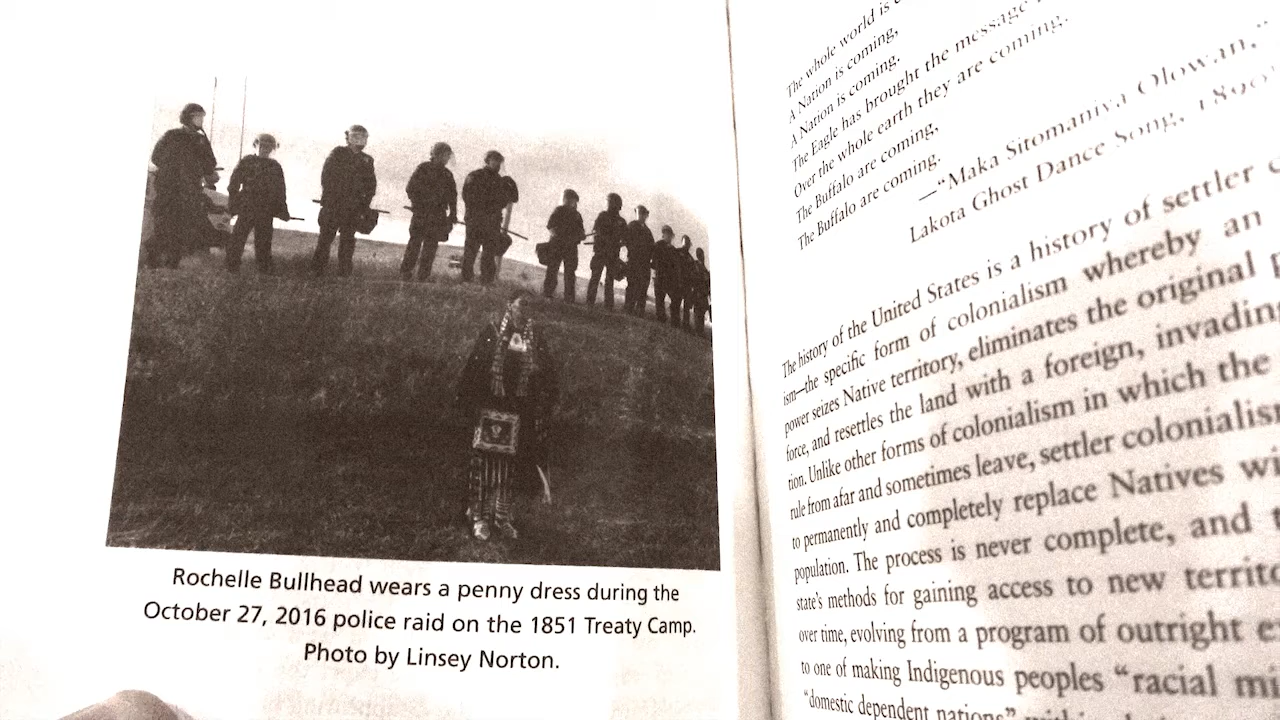 Rochelle Bullhead wears a penny dress during the
October 27, 2016 police raid on the 1851 Treaty Camp.
Photo by Linsey Norton.
The whole world is
A Nation is coming,
A Nation is coming.
The Eagle has brought the message
Over the whole earth they are coming.
The Buffalo are coming,
The Buffalo are coming.
—“Maka Sitomaniya Olowan,”
Lakota Ghost Dance Song, 1890
The history of the United States is a history of settler
ism—the specific form of colonialism whereby an
power seizes Native territory, eliminates the original
force, and resettles the land with a foreign, invading
tion. Unlike other forms of colonialism in which the
rule from afar and sometimes leave, settler colonialism
to permanently and completely replace Natives
population. The process is never complete, and
state’s methods for gaining access to new
over time, evolving from a program of outright
to one of making Indigenous peoples “racial
“domestic dependent nations”